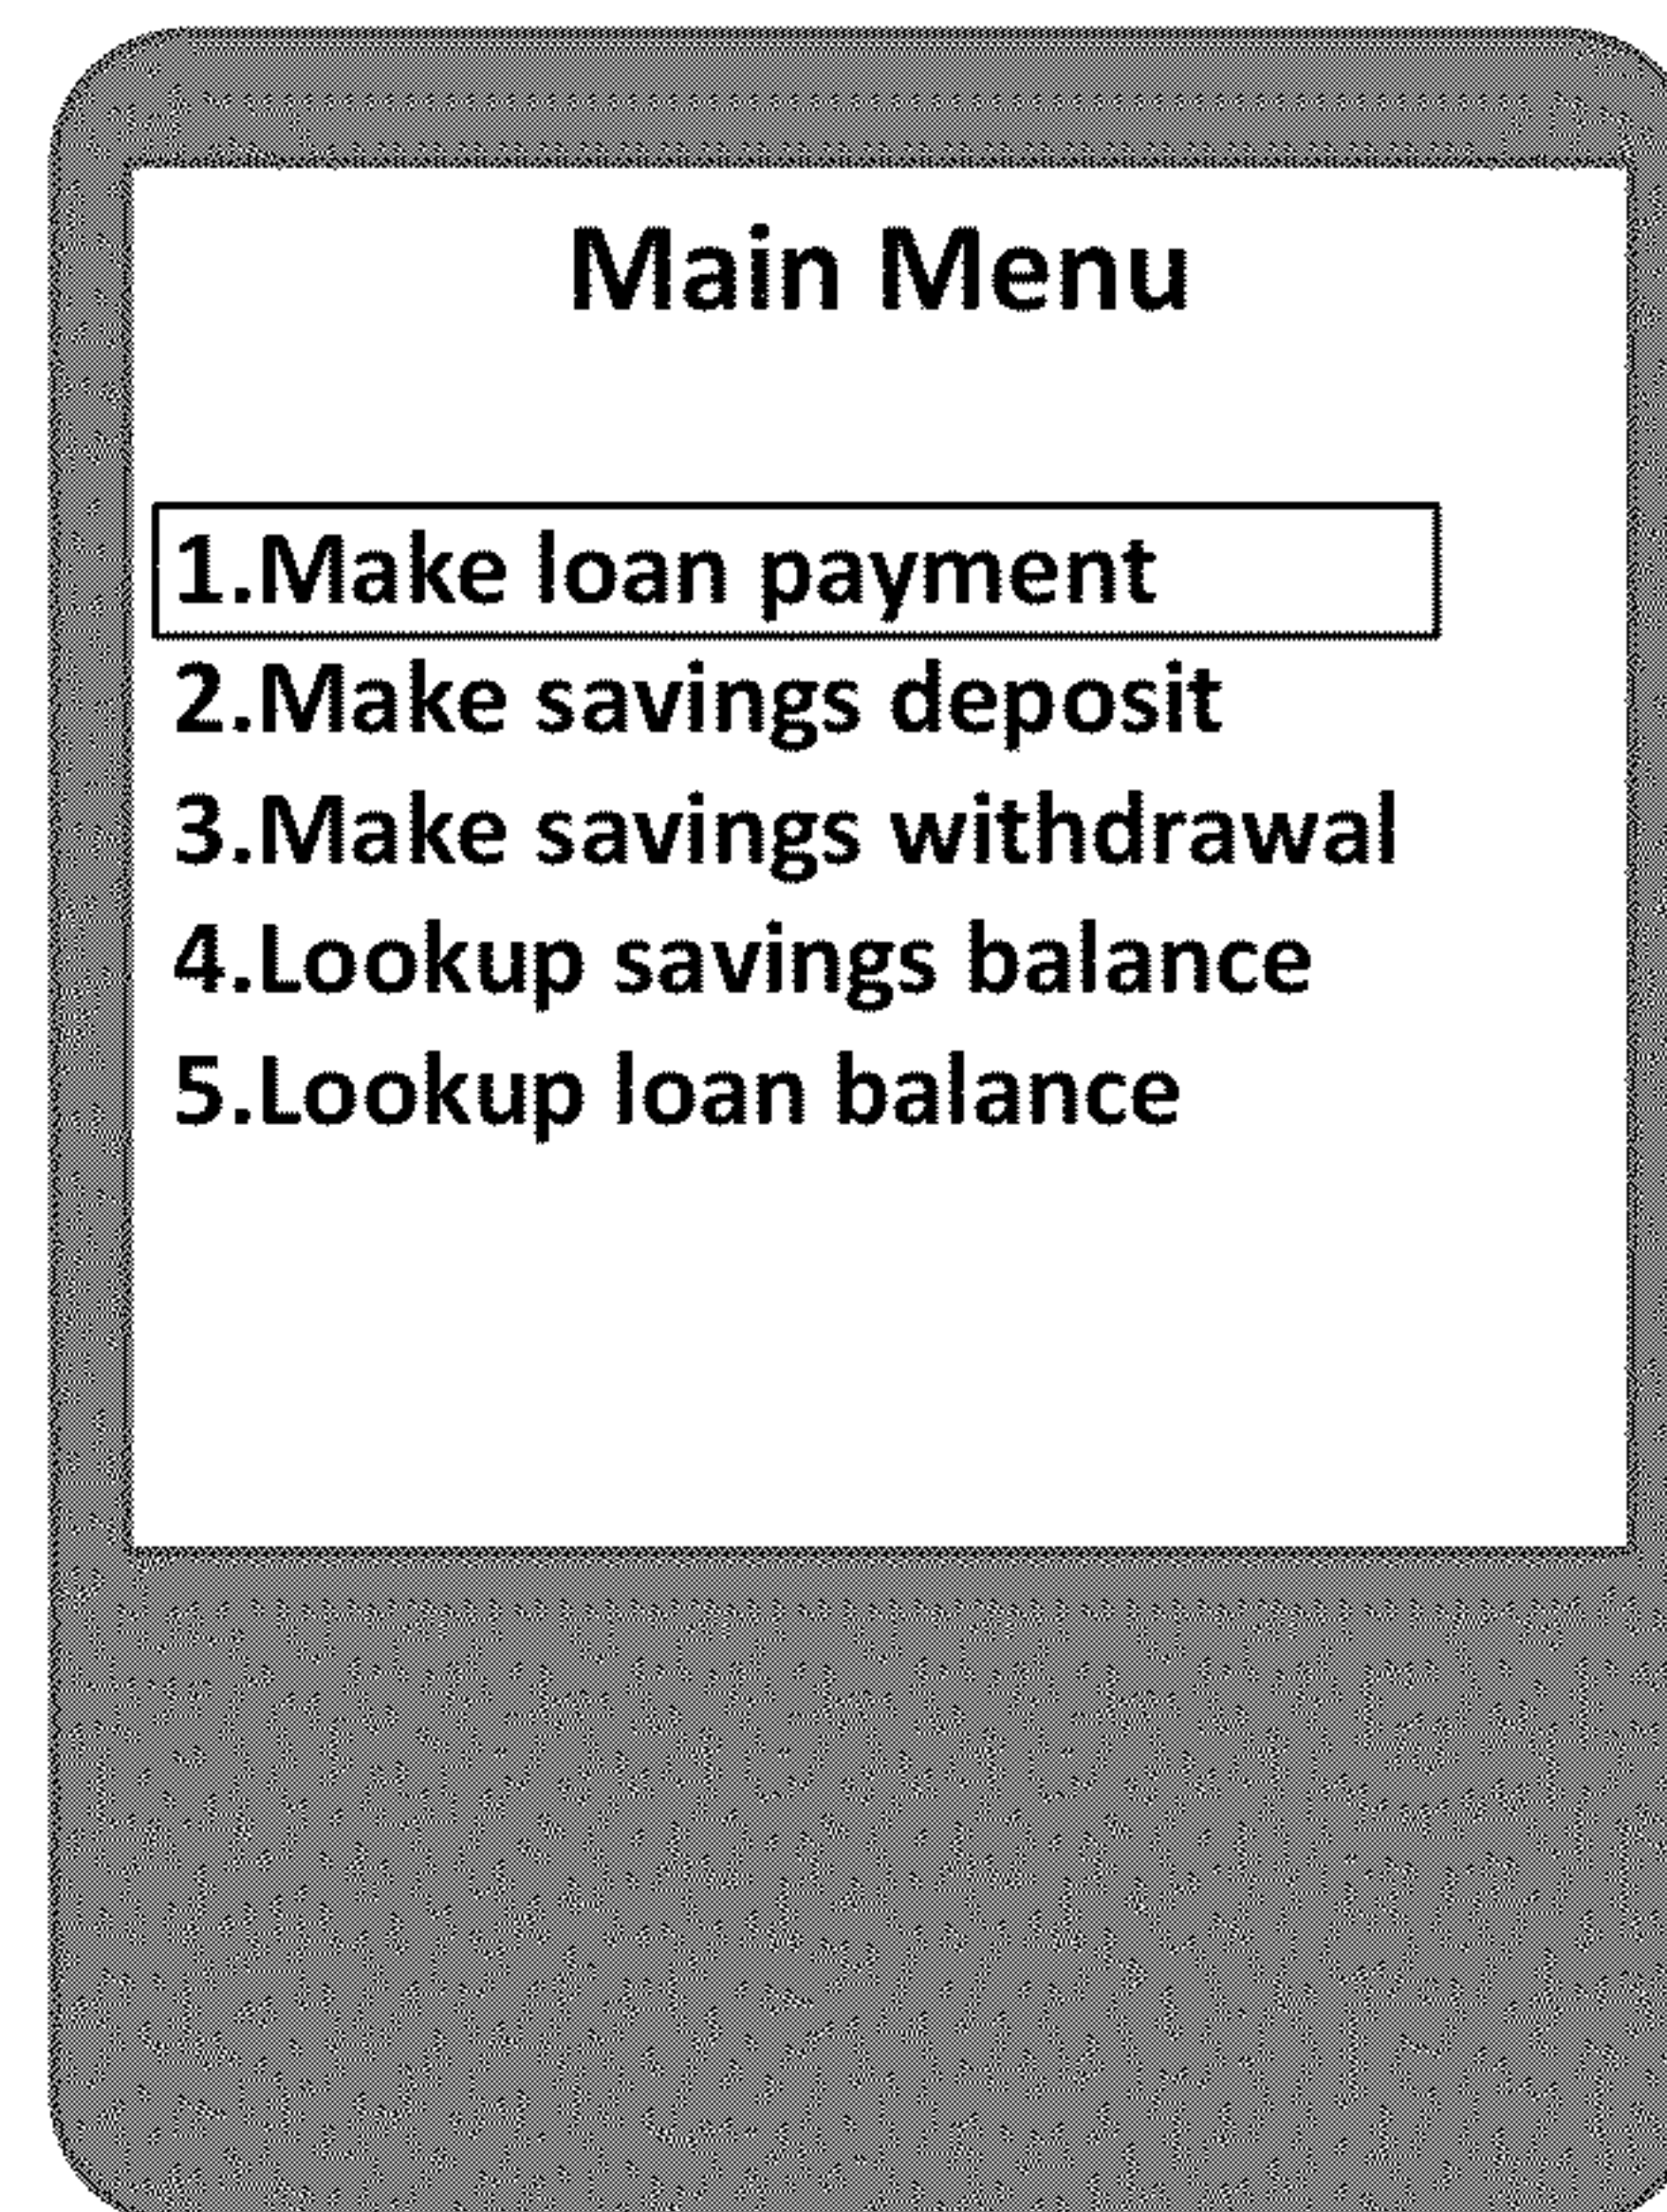 Main Menu
1.Make loan payment
2.Make savings deposit
3.Make savings withdrawal
4.Lookup savings balance
5.Lookup loan balance